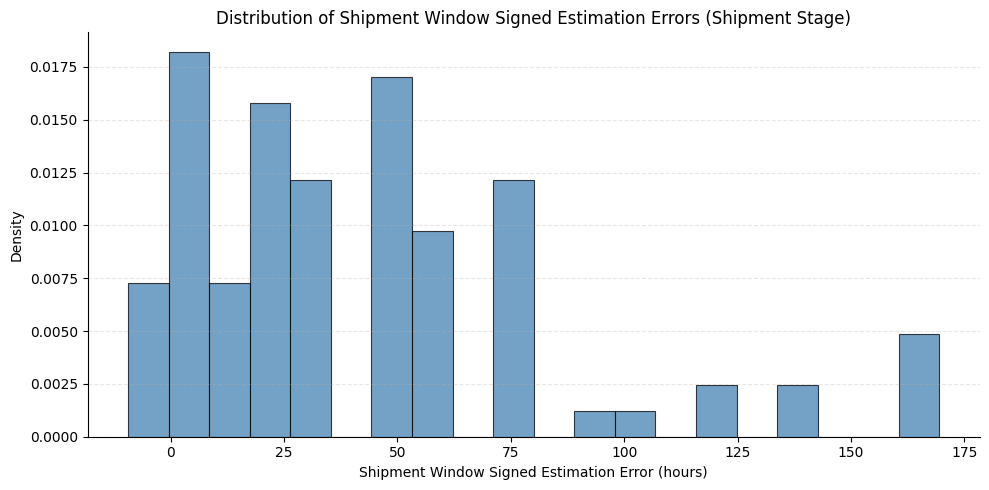 Distribution of Shipment Window Signed Estimation Errors (Shipment Stage)
Density
0.0175
0.0150
0.0125
0.0100
0.0075
0.0050
0.0025
0.0000
0 25 50 75 100 125 150 175
Shipment Window Signed Estimation Error (hours)